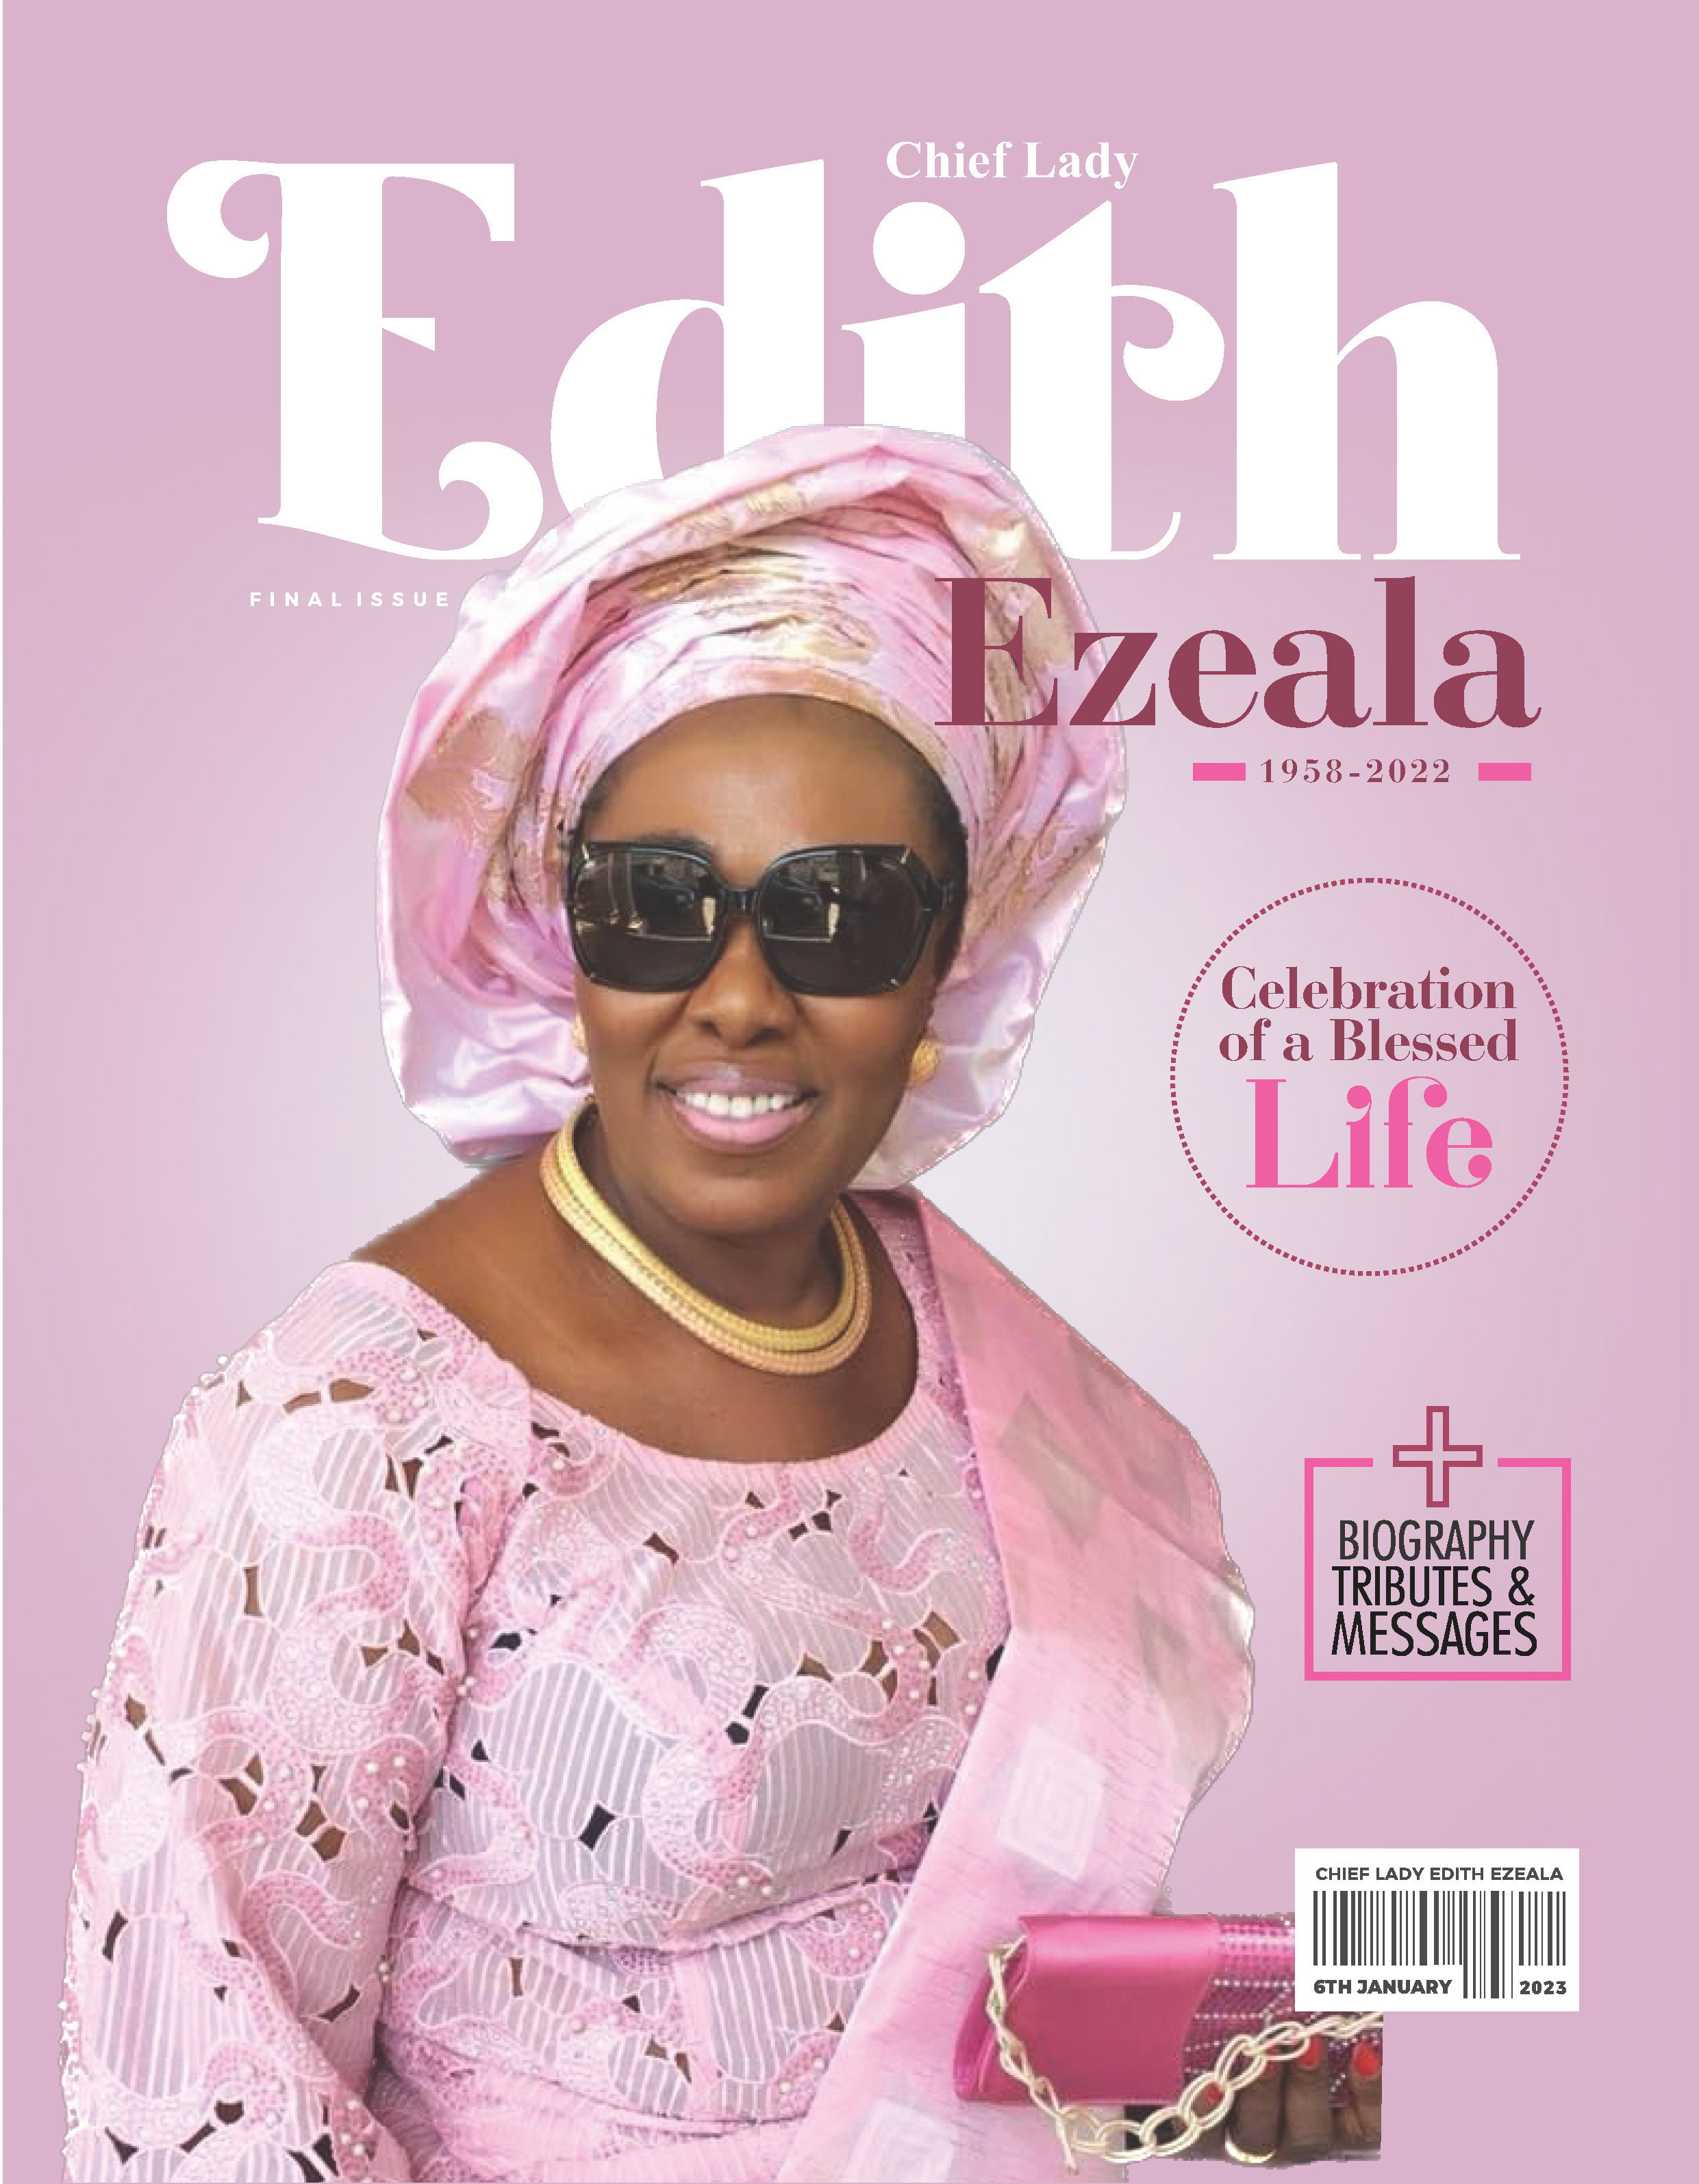 Chief Lady
Edith
FINAL ISSUE
Ezeala
1958-2022
Celebration
of a Blessed
Life
BIOGRAPHY
TRIBUTES &
MESSAGES
CHIEF LADY EDITH EZEALA
6TH JANUARY 2023